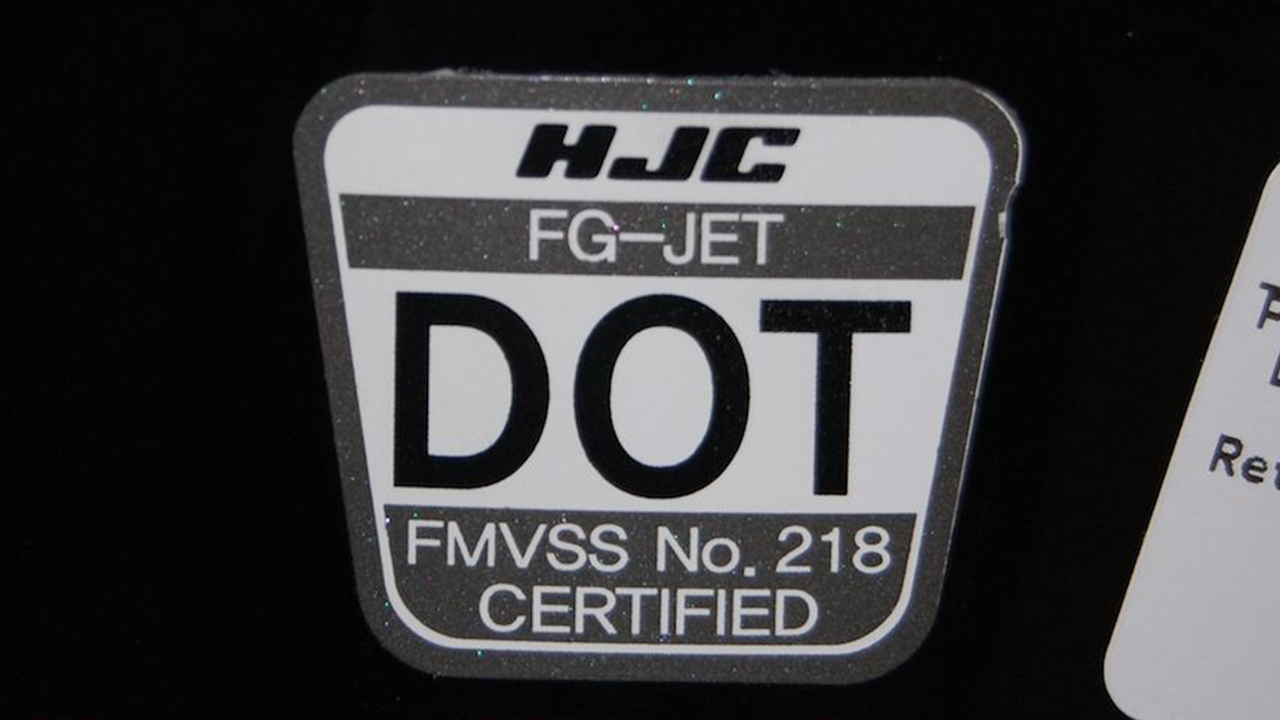 HJC
FG-JET
DOT
FMVSS No. 218
CERTIFIED